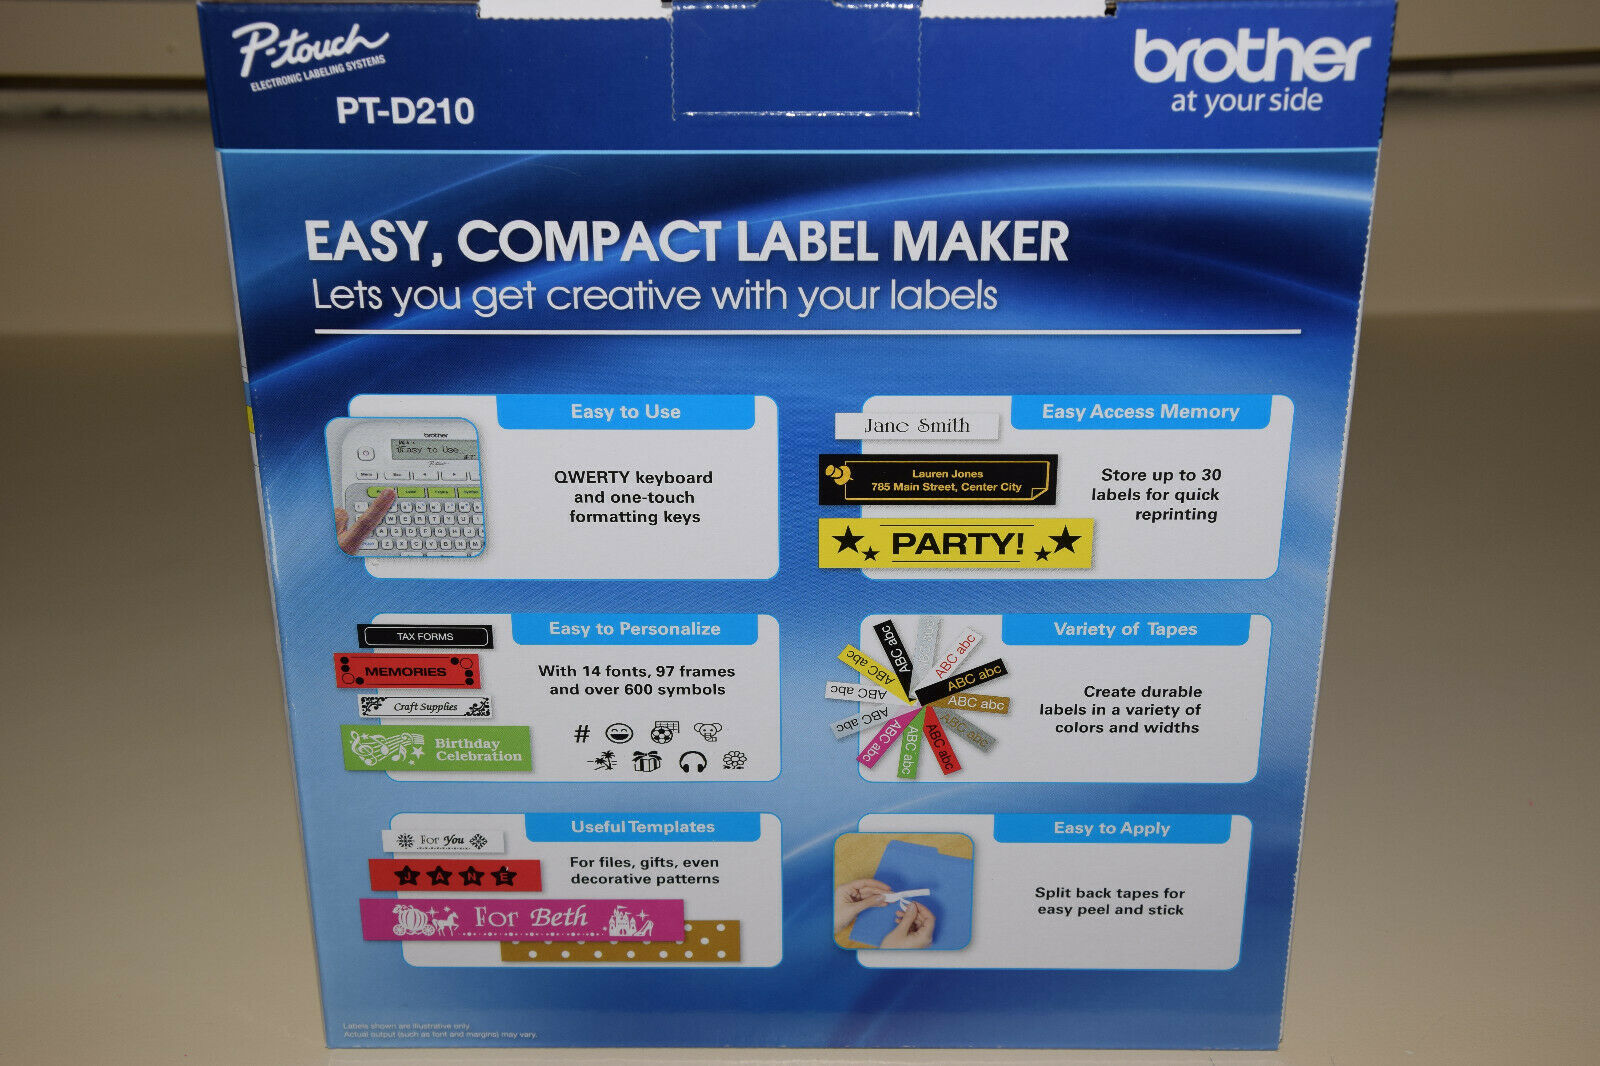 P-touch
ELECTRONIC LABELING SYSTEMS
PT-D210
brother
at your side
EASY, COMPACT LABEL MAKER
Lets you get creative with your labels
Easy to Use
brother
Easy to Use
QWERTY keyboard
and one-touch
formatting keys
Easy Access Memory
Jane Smith
Lauren Jones
785 Main Street, Center City
PARTY!
Store up to 30
labels for quick
reprinting
Easy to Personalize
TAX FORMS
MEMORIES
Craft Supplies
Birthday
Celebration
With 14 fonts, 97 frames
and over 600 symbols
#
Variety of Tapes
ABC abc
ABC abc
ABC abc
ABC abc
ABC abc
ABC abc
ABC abc
ABC abc
ABC abc
ABC abc
ABC abc
Create durable
labels in a variety of
colors and widths
Useful Templates
For You
JANE
For Beth
For files, gifts, even
decorative patterns
Easy to Apply
Split back tapes for
easy peel and stick
Labels shown are illustrative only
Actual output (such as font and margins) may vary.